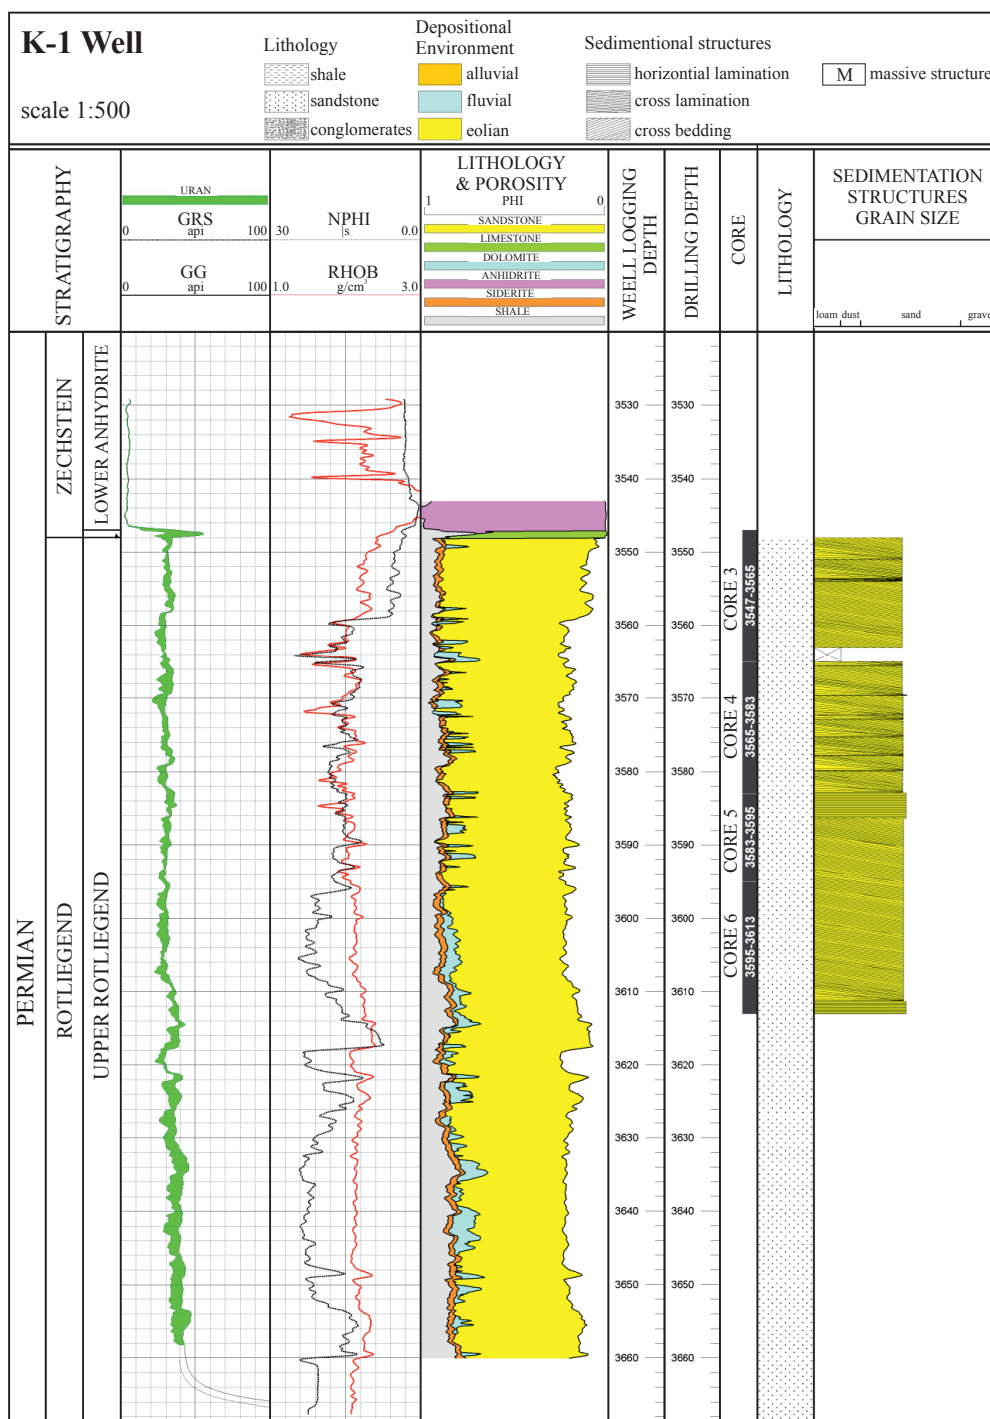 K-1 Well
scale 1:500
Lithology
shale
sandstone
conglomerates
Depositional
Environment
alluvial
fluvial
eolian
Sedimentional structures
horizontial lamination
cross lamination
cross bedding
M massive structure
STRATIGRAPHY
URAN
GRS
0 api 100
GG
0 api 100
NPHI
30 |s 0.0
RHOB
1.0 g/cm³ 3.0
LITHOLOGY
& POROSITY
1 PHI 0
SANDSTONE
LIMESTONE
DOLOMITE
ANHIDRITE
SIDERITE
SHALE
WEELL LOGGING
DEPTH
DRILLING DEPTH
CORE
LITHOLOGY
SEDIMENTATION
STRUCTURES
GRAIN SIZE
loam dust sand grave
PERMIAN
ZECHSTEIN
LOWER ANHYDRITE
ROTLIEGEND
UPPER ROTLIEGEND
3530 3530
3540 3540
3550 3550
3560 3560
3570 3570
3580 3580
3590 3590
3600 3600
3610 3610
3620 3620
3630 3630
3640 3640
3650 3650
3660 3660
CORE 3
3547-3565
CORE 4
3565-3583
CORE 5
3583-3595
CORE 6
3595-3613